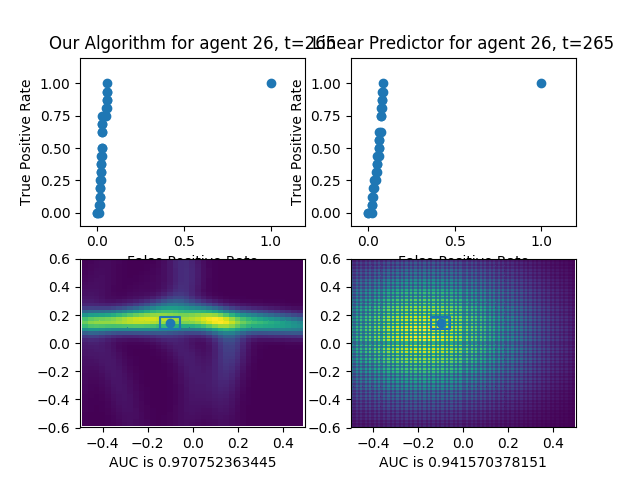 Our Algorithm for agent 26, t=265
Linear Predictor for agent 26, t=265
True Positive Rate
1.00
0.75
0.50
0.25
0.00
0.0 0.5 1.0
False Positive Rate
True Positive Rate
1.00
0.75
0.50
0.25
0.00
0.0 0.5 1.0
False Positive Rate
0.6
0.4
0.2
0.0
−0.2
−0.4
−0.6
−0.4 −0.2 0.0 0.2 0.4
AUC is 0.970752363445
0.6
0.4
0.2
0.0
−0.2
−0.4
−0.6
−0.4 −0.2 0.0 0.2 0.4
AUC is 0.941570378151